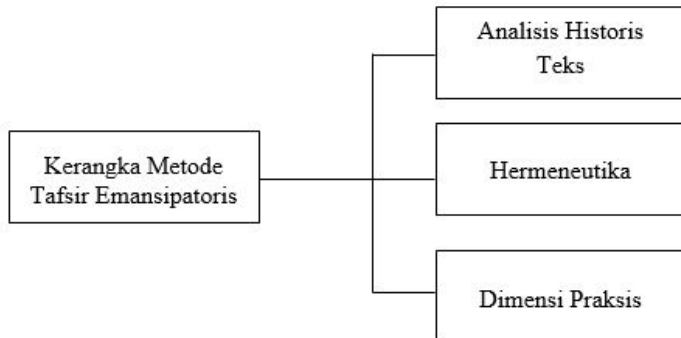 Analisis Historis
Teks
Kerangka Metode
Tafsir Emansipatoris
Hermeneutika
Dimensi Praksis